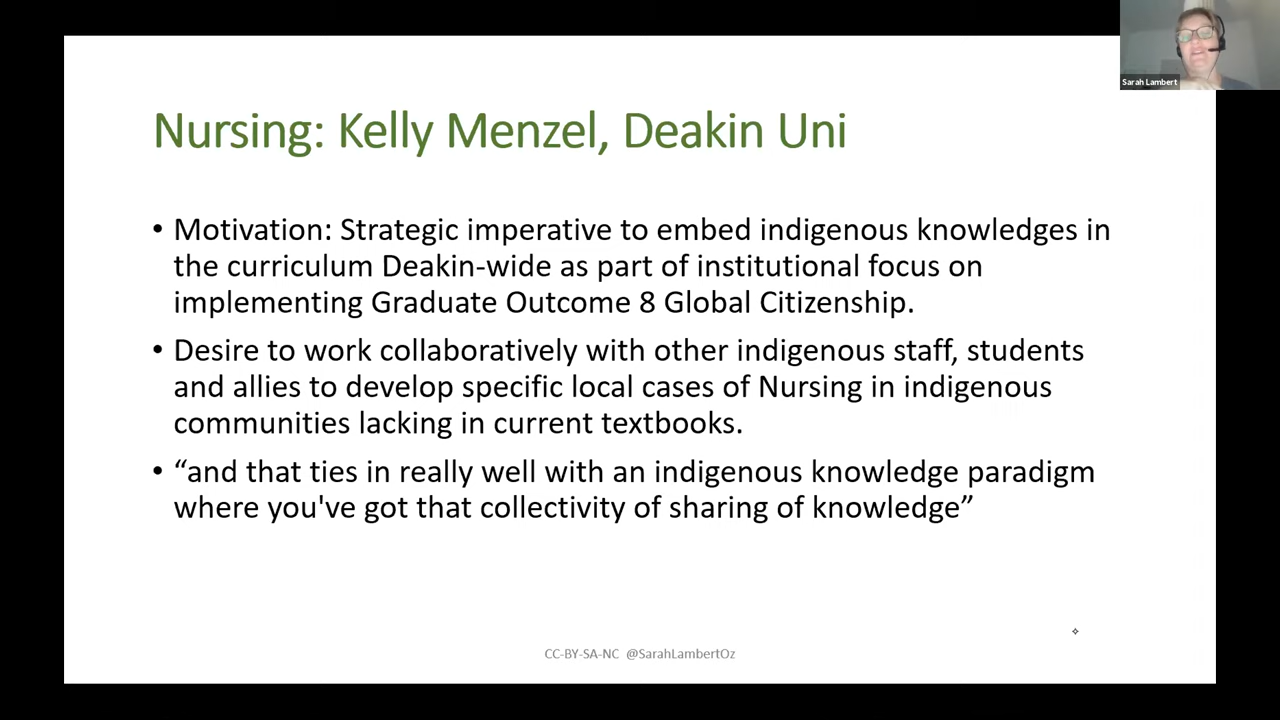 Sarah Lambert
Nursing: Kelly Menzel, Deakin Uni
• Motivation: Strategic imperative to embed indigenous knowledges in
the curriculum Deakin-wide as part of institutional focus on
implementing Graduate Outcome 8 Global Citizenship.
• Desire to work collaboratively with other indigenous staff, students
and allies to develop specific local cases of Nursing in indigenous
communities lacking in current textbooks.
• “and that ties in really well with an indigenous knowledge paradigm
where you've got that collectivity of sharing of knowledge”
CC-BY-SA-NC @SarahLambertOz